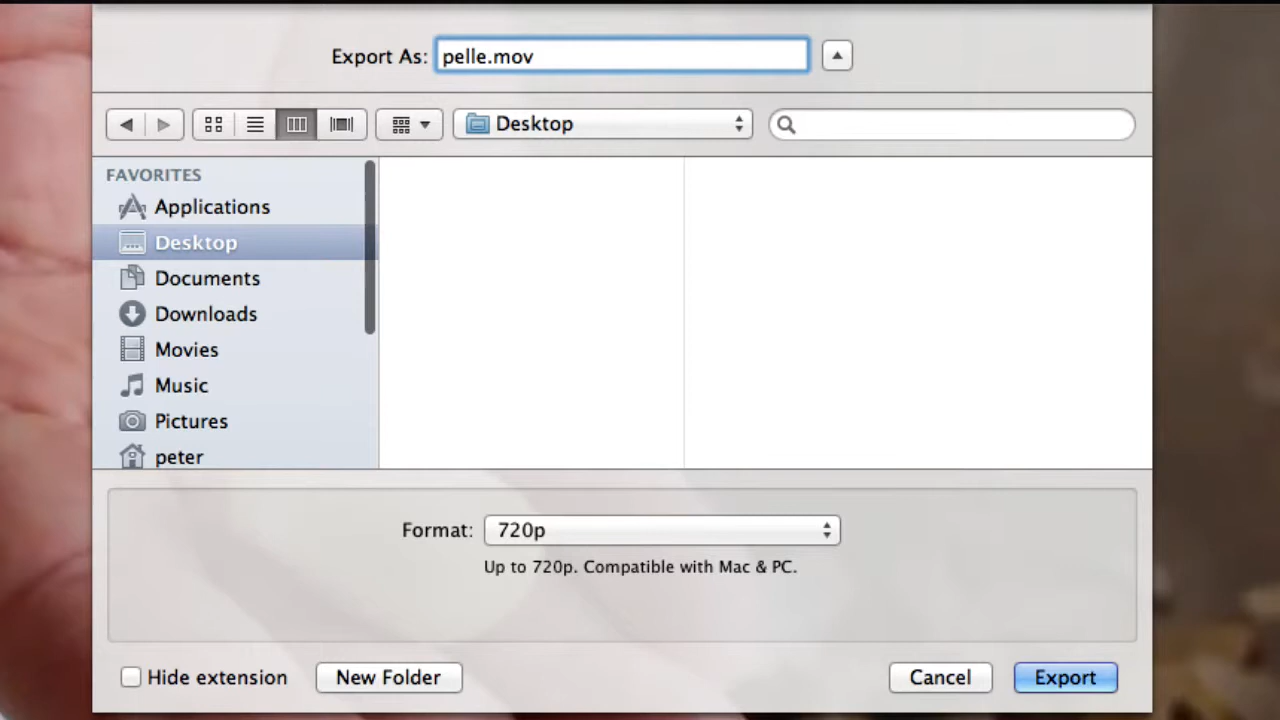 Export As: pelle.mov
Desktop
FAVORITES
Applications
Desktop
Documents
Downloads
Movies
Music
Pictures
peter
Format: 720p
Up to 720p. Compatible with Mac & PC.
Hide extension New Folder Cancel Export